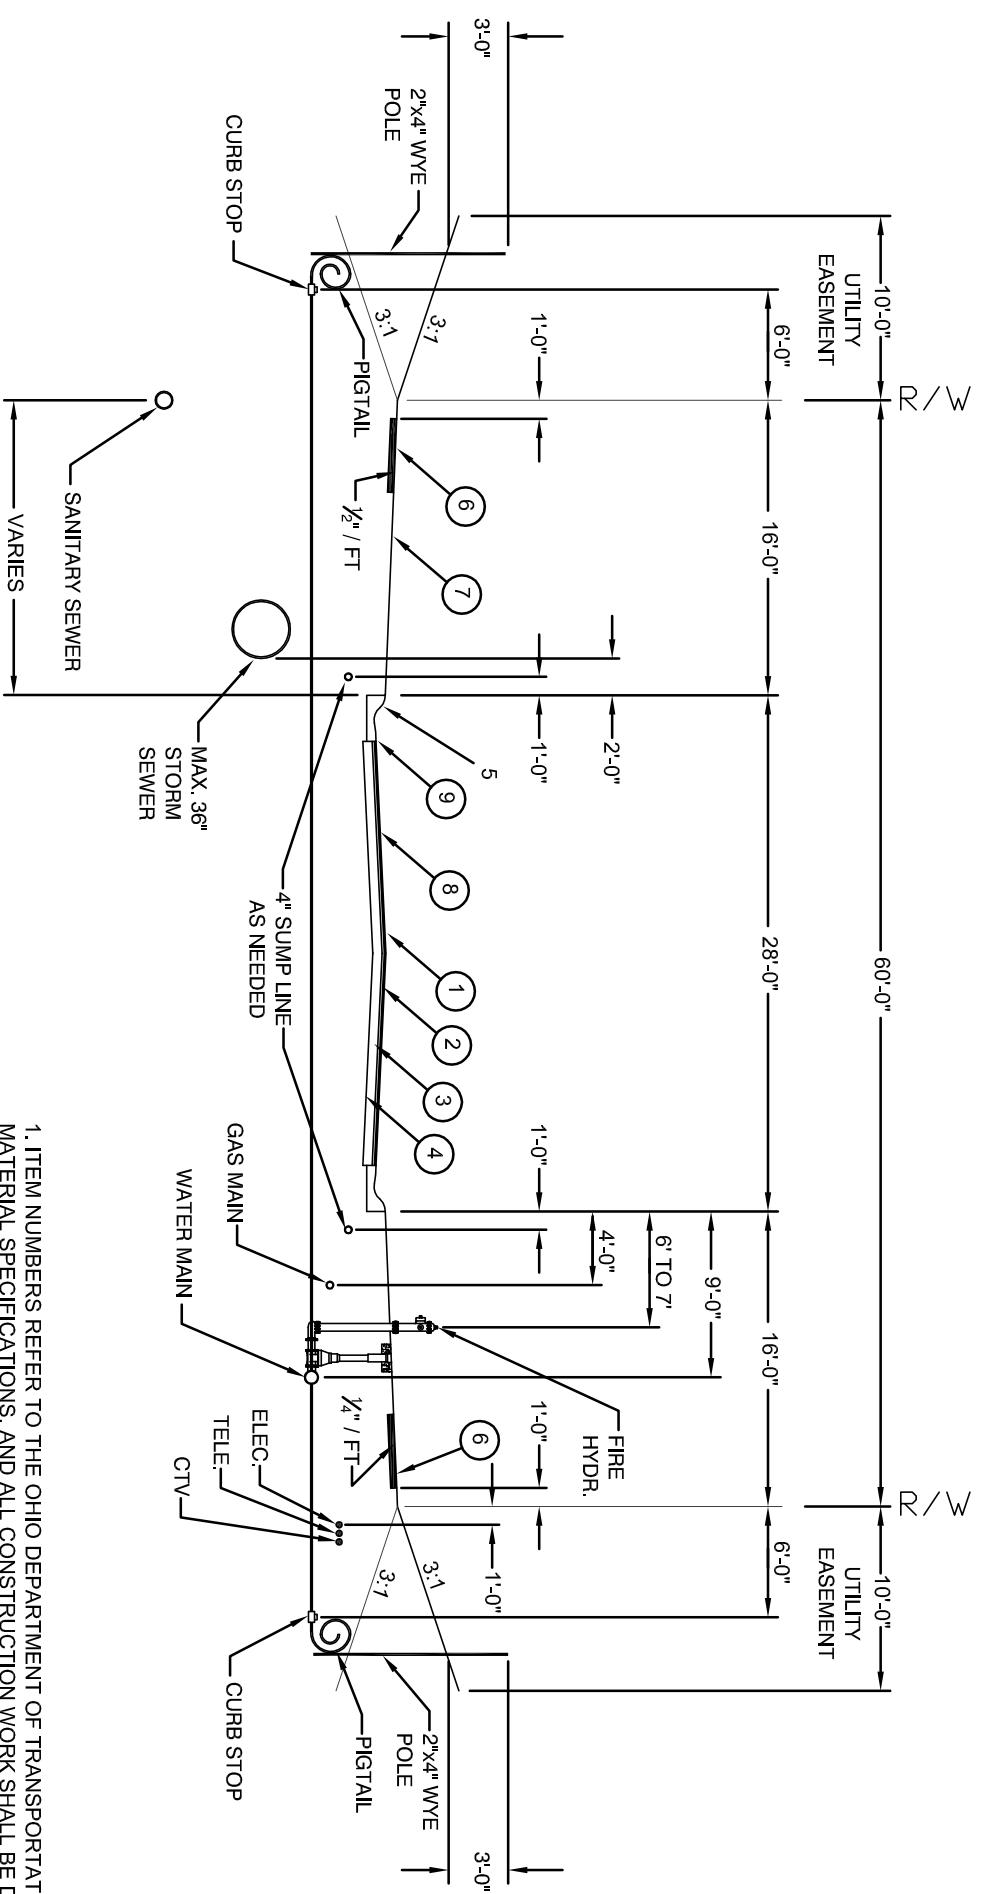 R/W
R/W
10'-0"
60'-0"
10'-0"
UTILITY
EASEMENT
UTILITY
EASEMENT
6'-0"
16'-0"
28'-0"
16'-0"
6'-0"
9'-0"
6' TO 7'
4'-0"
2'-0"
1'-0"
1'-0"
1'-0"
1'-0"
1'-0"
FIRE
HYDR.
3'-0"
3'-0"
2"x4" WYE
POLE
3:1
3:1
6
7
5
9
8
1
2
3
4
6
3:1
3:1
2"x4" WYE
POLE
PIGTAIL
½" / FT
¼" / FT
PIGTAIL
CURB STOP
MAX. 36"
STORM
SEWER
4" SUMP LINE
AS NEEDED
GAS MAIN
WATER MAIN
ELEC.
TELE.
CTV
CURB STOP
SANITARY SEWER
VARIES
1. ITEM NUMBERS REFER TO THE OHIO DEPARTMENT OF TRANSPORTAT
MATERIAL SPECIFICATIONS, AND ALL CONSTRUCTION WORK SHALL BE D